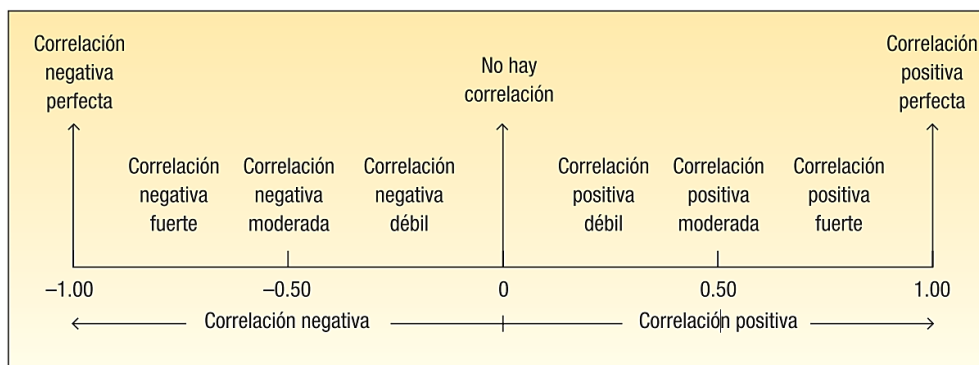 Correlación
negativa
perfecta
No hay
correlación
Correlación
positiva
perfecta
Correlación
negativa
fuerte
Correlación
negativa
moderada
Correlación
negativa
débil
Correlación
positiva
débil
Correlación
positiva
moderada
Correlación
positiva
fuerte
–1.00
–0.50
0
0.50
1.00
Correlación negativa
Correlación positiva